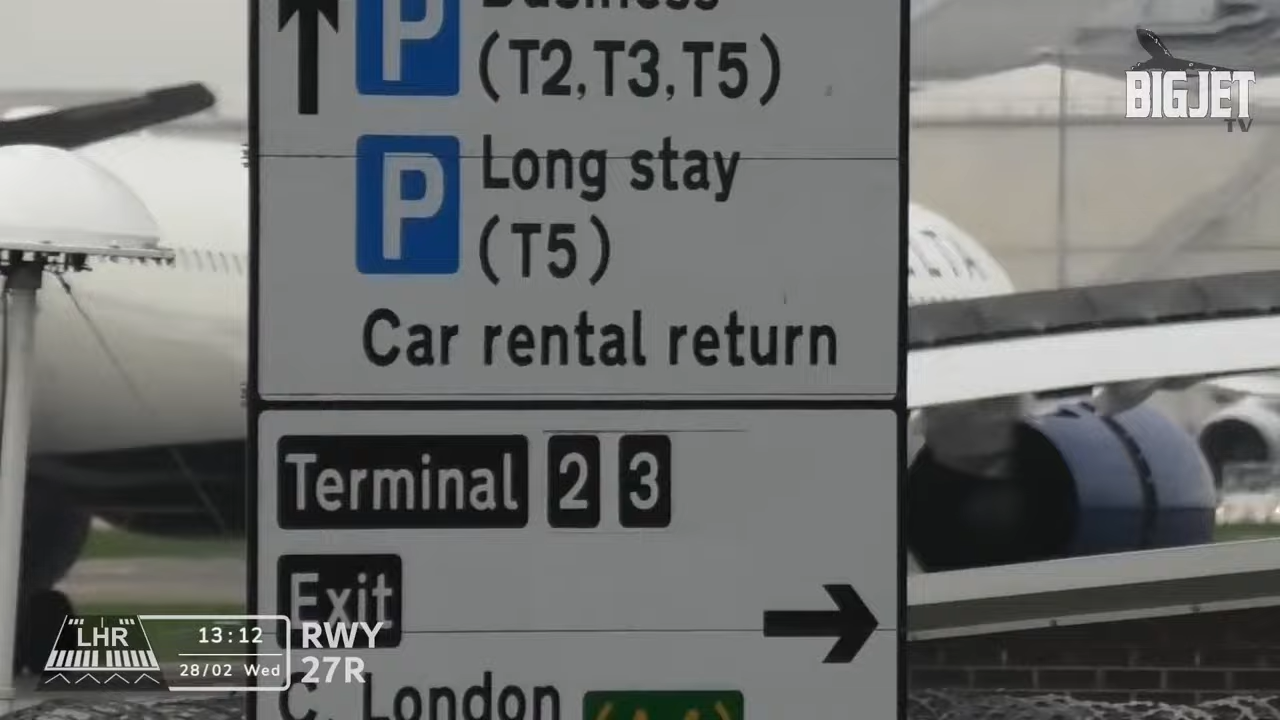 P Business
(T2,T3,T5)
P Long stay
(T5)
Car rental return
Terminal 2 3
Exit
C. London
BIGJET
TV
LHR
13:12
28/02 Wed
RWY
27R